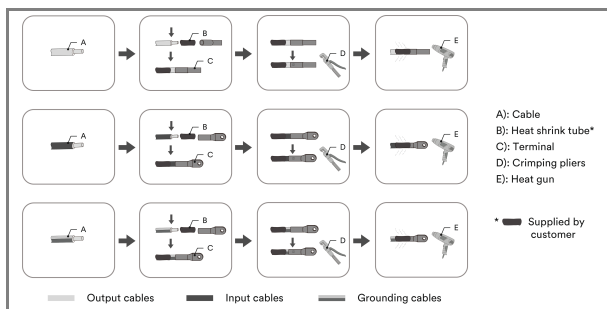 A
B
C
D
E
A
B
C
D
E
A
B
C
D
E
A): Cable
B): Heat shrink tube*
C): Terminal
D): Crimping pliers
E): Heat gun
* Supplied by
customer
Output cables Input cables Grounding cables